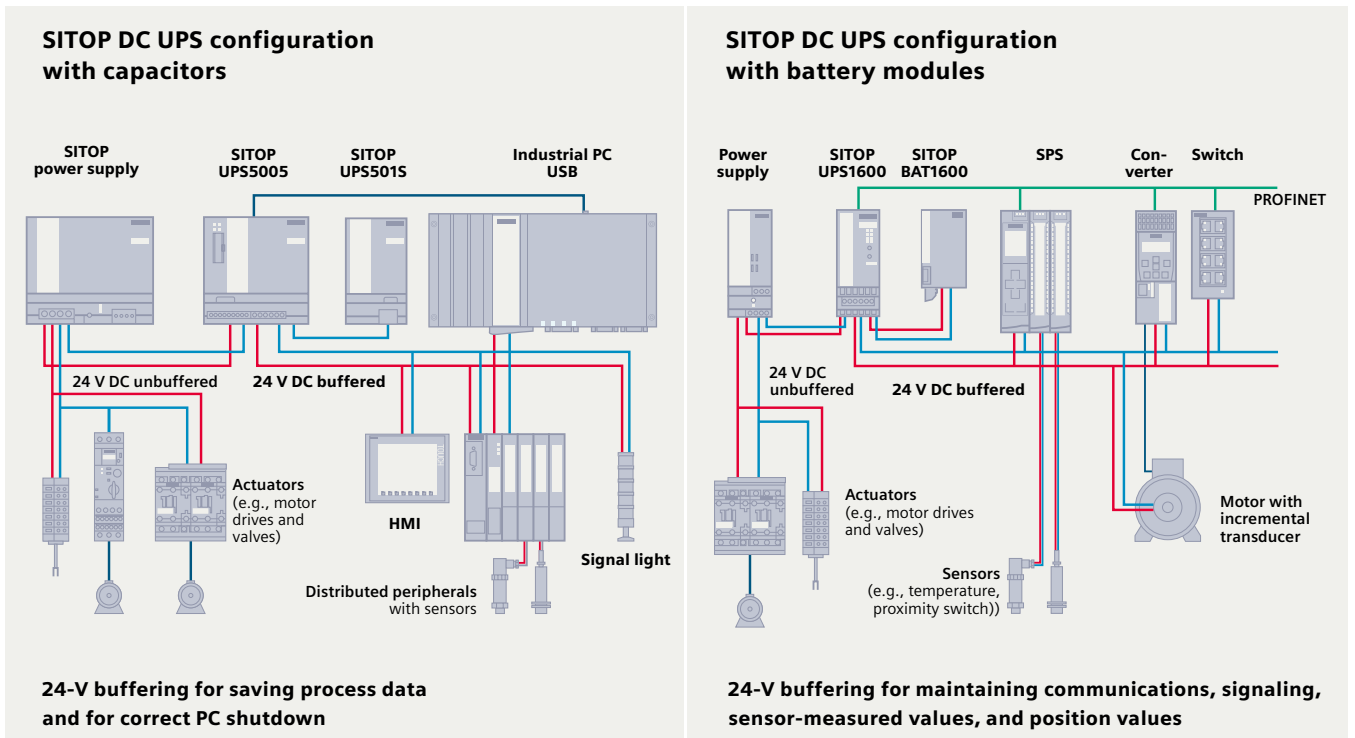 SITOP DC UPS configuration
with capacitors
SITOP
power supply
SITOP
UPS5005
SITOP
UPS501S
Industrial PC
USB
24 V DC unbuffered
24 V DC buffered
Actuators
(e.g., motor
drives and
valves)
HMI
Signal light
Distributed peripherals
with sensors
24-V buffering for saving process data
and for correct PC shutdown
SITOP DC UPS configuration
with battery modules
Power
supply
SITOP
UPS1600
SITOP
BAT1600
SPS
Con-
verter
Switch
PROFINET
24 V DC
unbuffered
24 V DC buffered
Actuators
(e.g., motor drives
and valves)
Motor with
incremental
transducer
Sensors
(e.g., temperature,
proximity switch))
24-V buffering for maintaining communications, signaling,
sensor-measured values, and position values